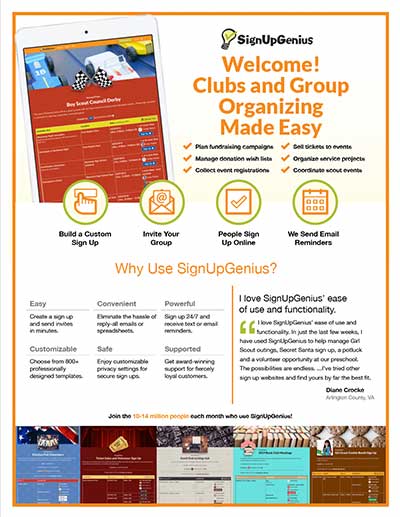 SignUpGenius
Welcome!
Clubs and Group
Organizing
Made Easy
Boy Scout Council Derby
Plan fundraising campaigns
Manage donation wish lists
Collect event registrations
Sell tickets to events
Organize service projects
Coordinate scout events
Build a Custom
Sign Up
Invite Your
Group
People Sign
Up Online
We Send Email
Reminders
Why Use SignUpGenius?
Easy
Create a sign up
and send invites
in minutes.
Convenient
Eliminate the hassle of
reply-all emails or
spreadsheets.
Powerful
Sign up 24/7 and
receive text or email
reminders.
Customizable
Choose from 800+
professionally
designed templates.
Safe
Enjoy customizable
privacy settings for
secure sign ups.
Supported
Get award-winning
support for fiercely
loyal customers.
I love SignUpGenius' ease
of use and functionality.
I love SignUpGenius' ease of use and
functionality. In just the last few weeks, I
have used SignUpGenius to help manage Girl
Scout outings, Secret Santa sign up, a potluck
and a volunteer opportunity at our preschool.
The possibilities are endless. ...I've tried other
sign up websites and find yours by far the best fit.
Diane Crocke
Arlington County, VA
Join the 10-14 million people each month who use SignUpGenius!